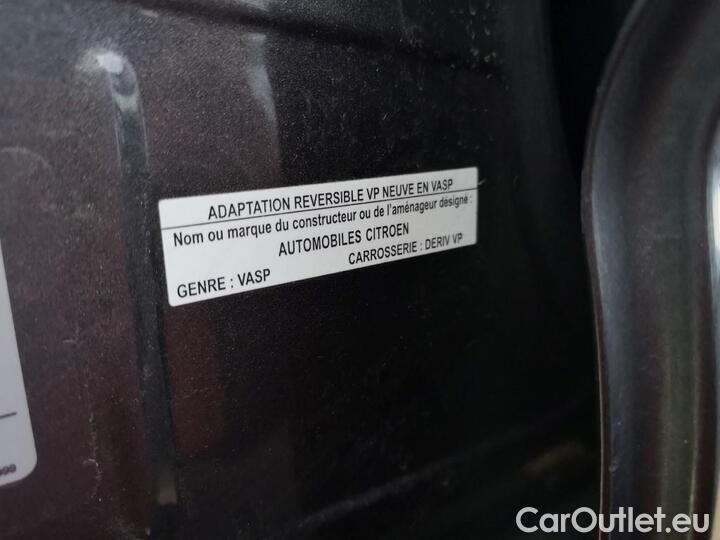 ADAPTATION REVERSIBLE VP NEUVE EN VASP
Nom ou marque du constructeur ou de l'aménageur désigné :
AUTOMOBILES CITROEN
GENRE : VASP CARROSSERIE : DERIV VP
CarOutlet.eu